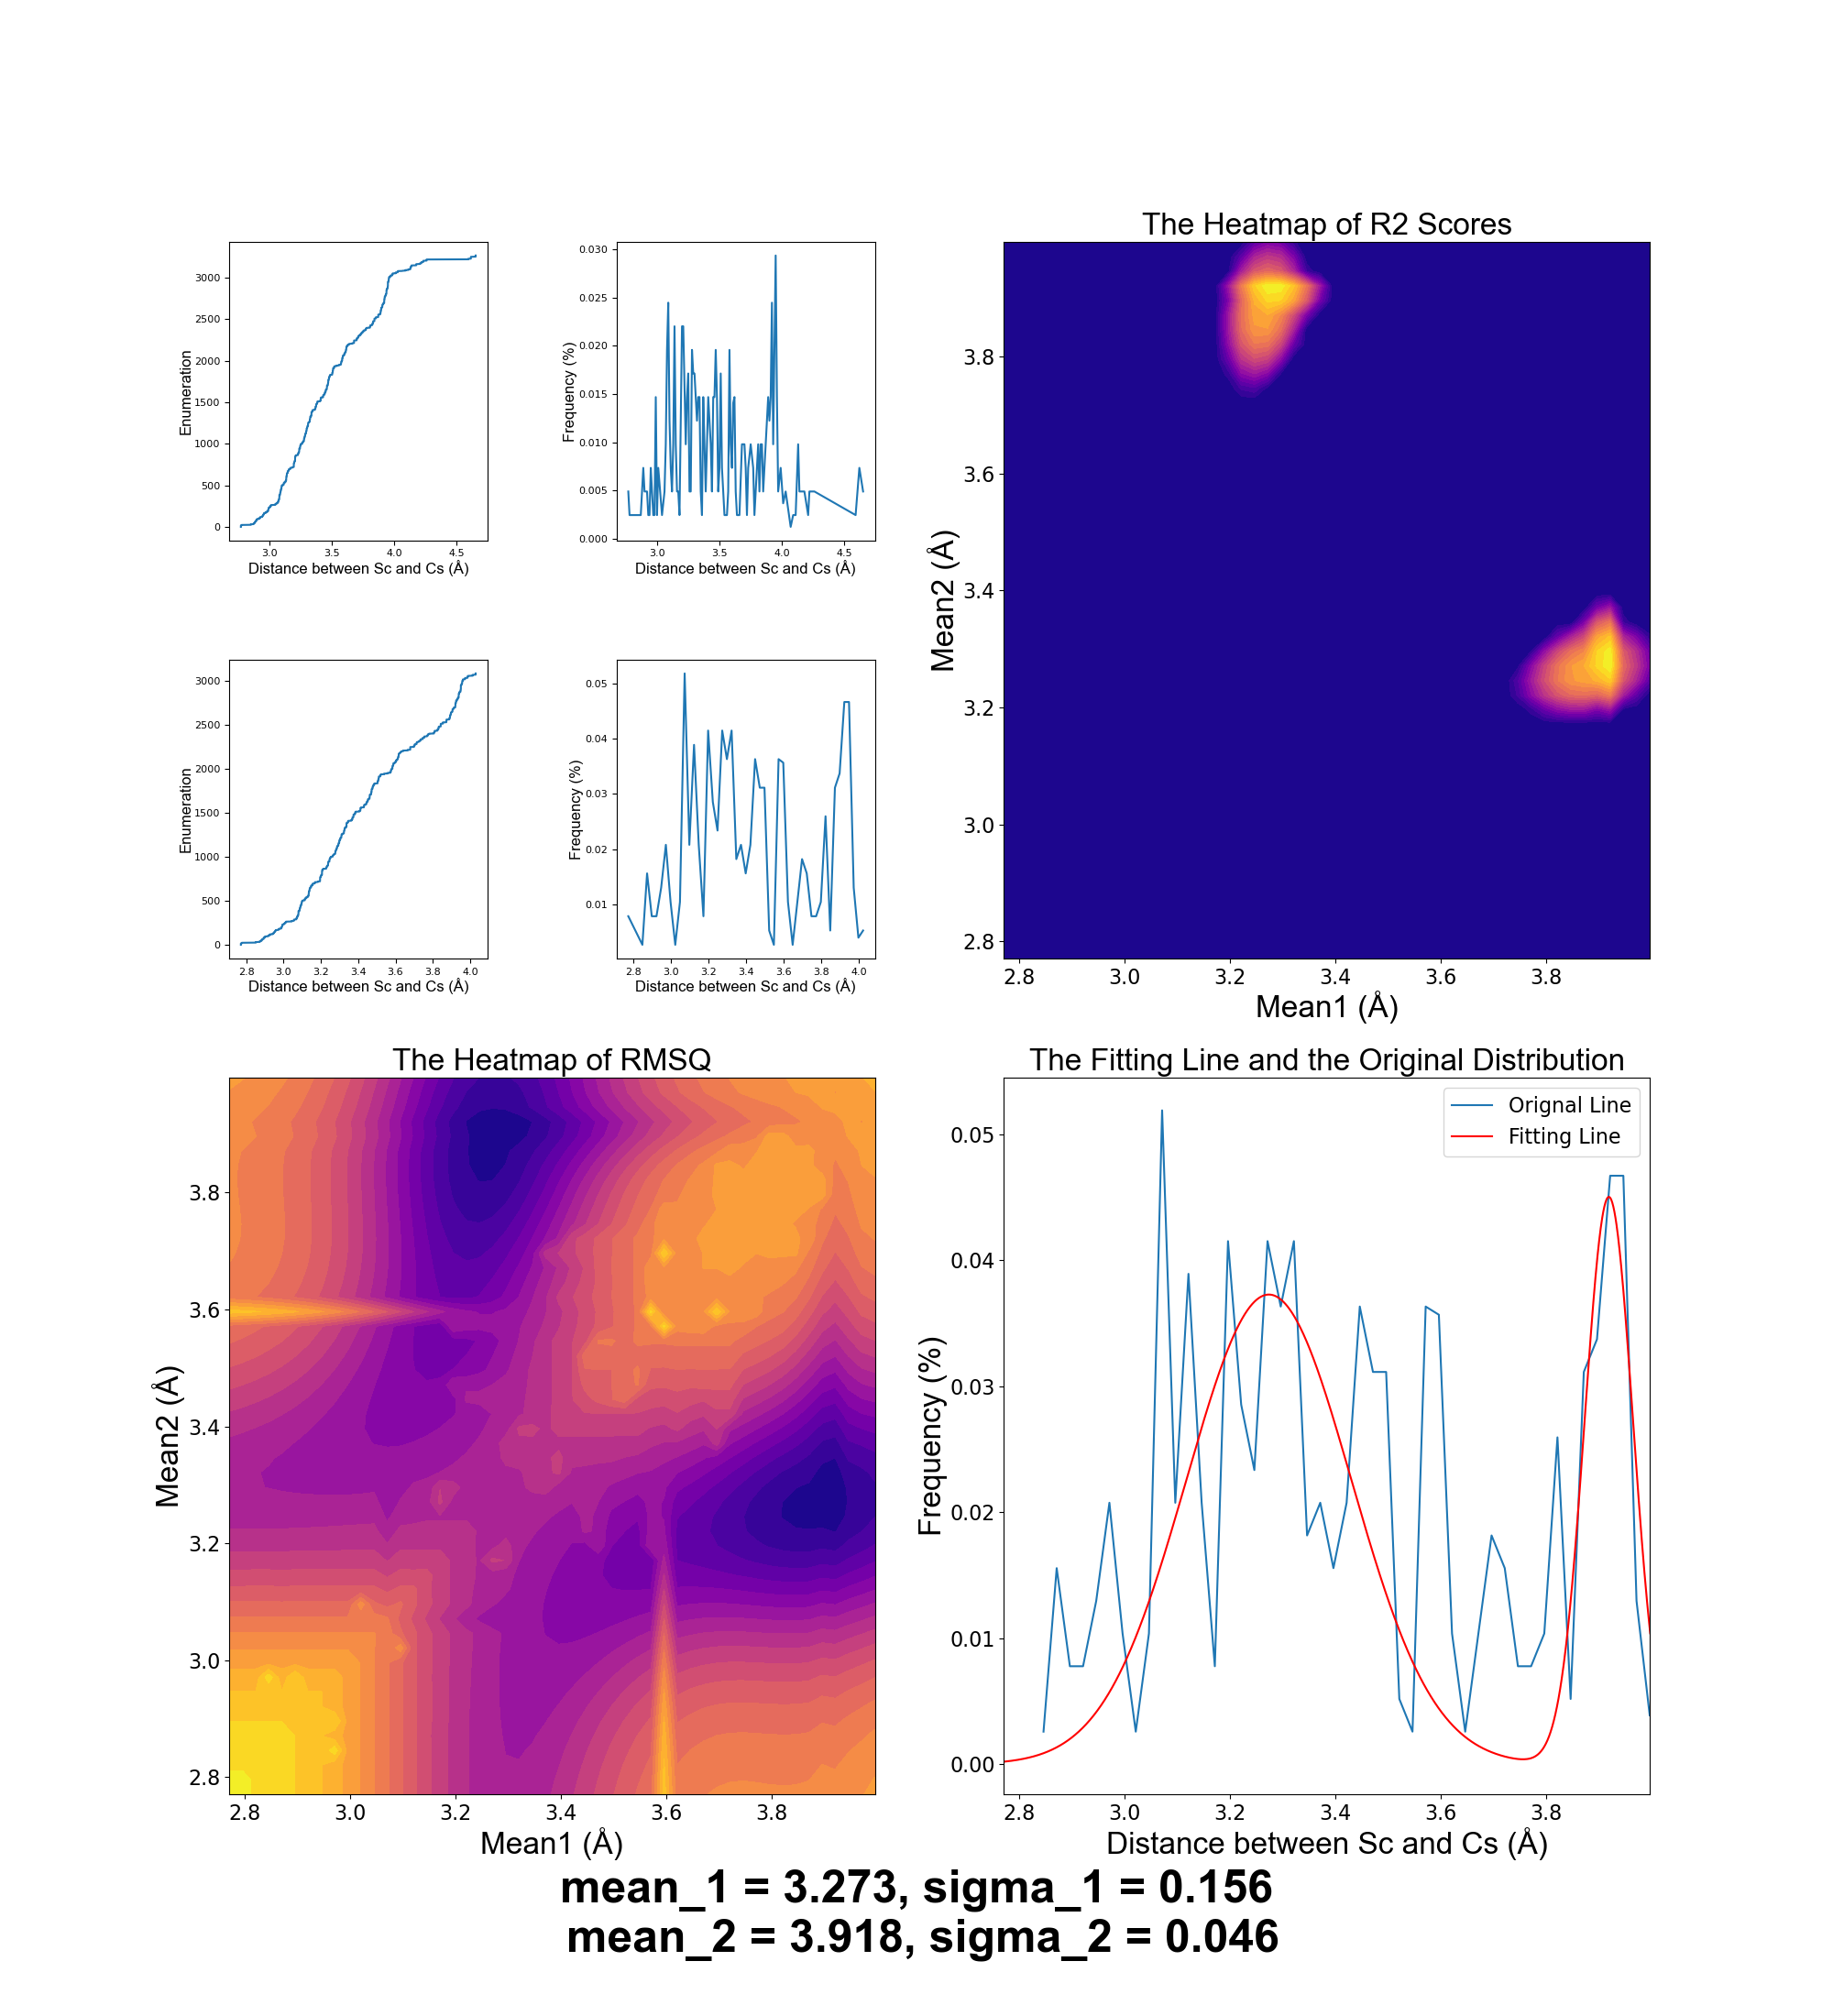 The Heatmap of R2 Scores
Enumeration
3000
2500
2000
1500
1000
500
0
3.0 3.5 4.0 4.5
Distance between Sc and Cs (Å)
Frequency (%)
0.030
0.025
0.020
0.015
0.010
0.005
0.000
3.0 3.5 4.0 4.5
Distance between Sc and Cs (Å)
Mean2 (Å)
3.8
3.6
3.4
3.2
3.0
2.8
2.8 3.0 3.2 3.4 3.6 3.8
Mean1 (Å)
Enumeration
3000
2500
2000
1500
1000
500
0
2.8 3.0 3.2 3.4 3.6 3.8 4.0
Distance between Sc and Cs (Å)
Frequency (%)
0.05
0.04
0.03
0.02
0.01
2.8 3.0 3.2 3.4 3.6 3.8 4.0
Distance between Sc and Cs (Å)
The Heatmap of RMSQ
Mean2 (Å)
3.8
3.6
3.4
3.2
3.0
2.8
2.8 3.0 3.2 3.4 3.6 3.8
Mean1 (Å)
The Fitting Line and the Original Distribution
Orignal Line
Fitting Line
Frequency (%)
0.05
0.04
0.03
0.02
0.01
0.00
2.8 3.0 3.2 3.4 3.6 3.8
Distance between Sc and Cs (Å)
mean_1 = 3.273, sigma_1 = 0.156
mean_2 = 3.918, sigma_2 = 0.046